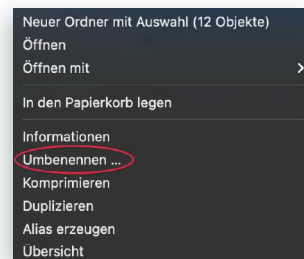 Neuer Ordner mit Auswahl (12 Objekte)
Öffnen
Öffnen mit
In den Papierkorb legen
Informationen
Umbenennen ...
Komprimieren
Duplizieren
Alias erzeugen
Übersicht